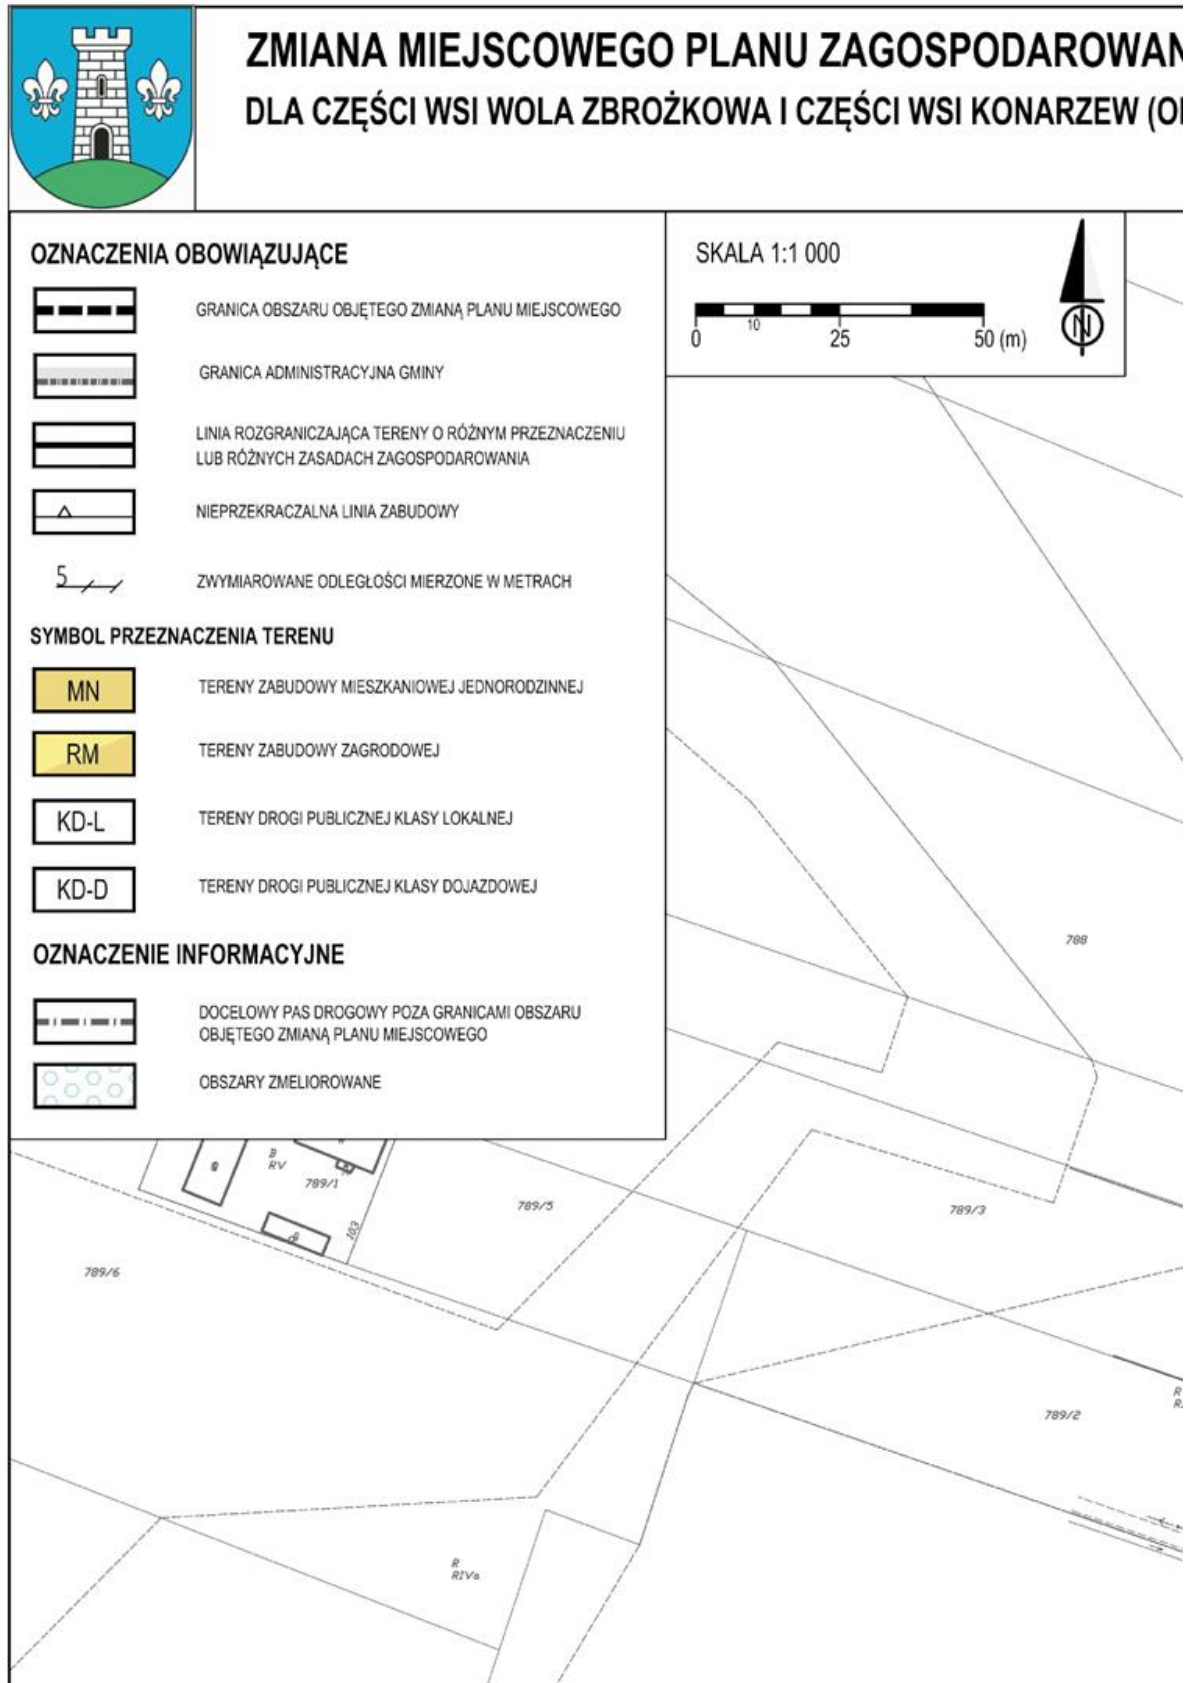 ZMIANA MIEJSCOWEGO PLANU ZAGOSPODAROWAN
DLA CZĘŚCI WSI WOLA ZBROŻKOWA I CZĘŚCI WSI KONARZEW
OZNACZENIA OBOWIĄZUJĄCE
GRANICA OBSZARU OBJĘTEGO ZMIANĄ PLANU MIEJSCOWEGO
GRANICA ADMINISTRACYJNA GMINY
LINIA ROZGRANICZAJĄCA TERENY O RÓŻNYM PRZEZNACZENIU
LUB RÓŻNYCH ZASADACH ZAGOSPODAROWANIA
NIEPRZEKRACZALNA LINIA ZABUDOWY
5
ZWYMIAROWANE ODLEGŁOŚCI MIERZONE W METRACH
SYMBOL PRZEZNACZENIA TERENU
MN
TERENY ZABUDOWY MIESZKANIOWEJ JEDNORODZINNEJ
RM
TERENY ZABUDOWY ZAGRODOWEJ
KD-L
TERENY DROGI PUBLICZNEJ KLASY LOKALNEJ
KD-D
TERENY DROGI PUBLICZNEJ KLASY DOJAZDOWEJ
OZNACZENIE INFORMACYJNE
DOCELOWY PAS DROGOWY POZA GRANICAMI OBSZARU
OBJĘTEGO ZMIANĄ PLANU MIEJSCOWEGO
OBSZARY ZMELIOROWANE
SKALA 1:1 000
0 10 25 50 (m)
N
788
B
RV
789/1
103
789/5
789/3
789/6
789/2
R
R
RIVa